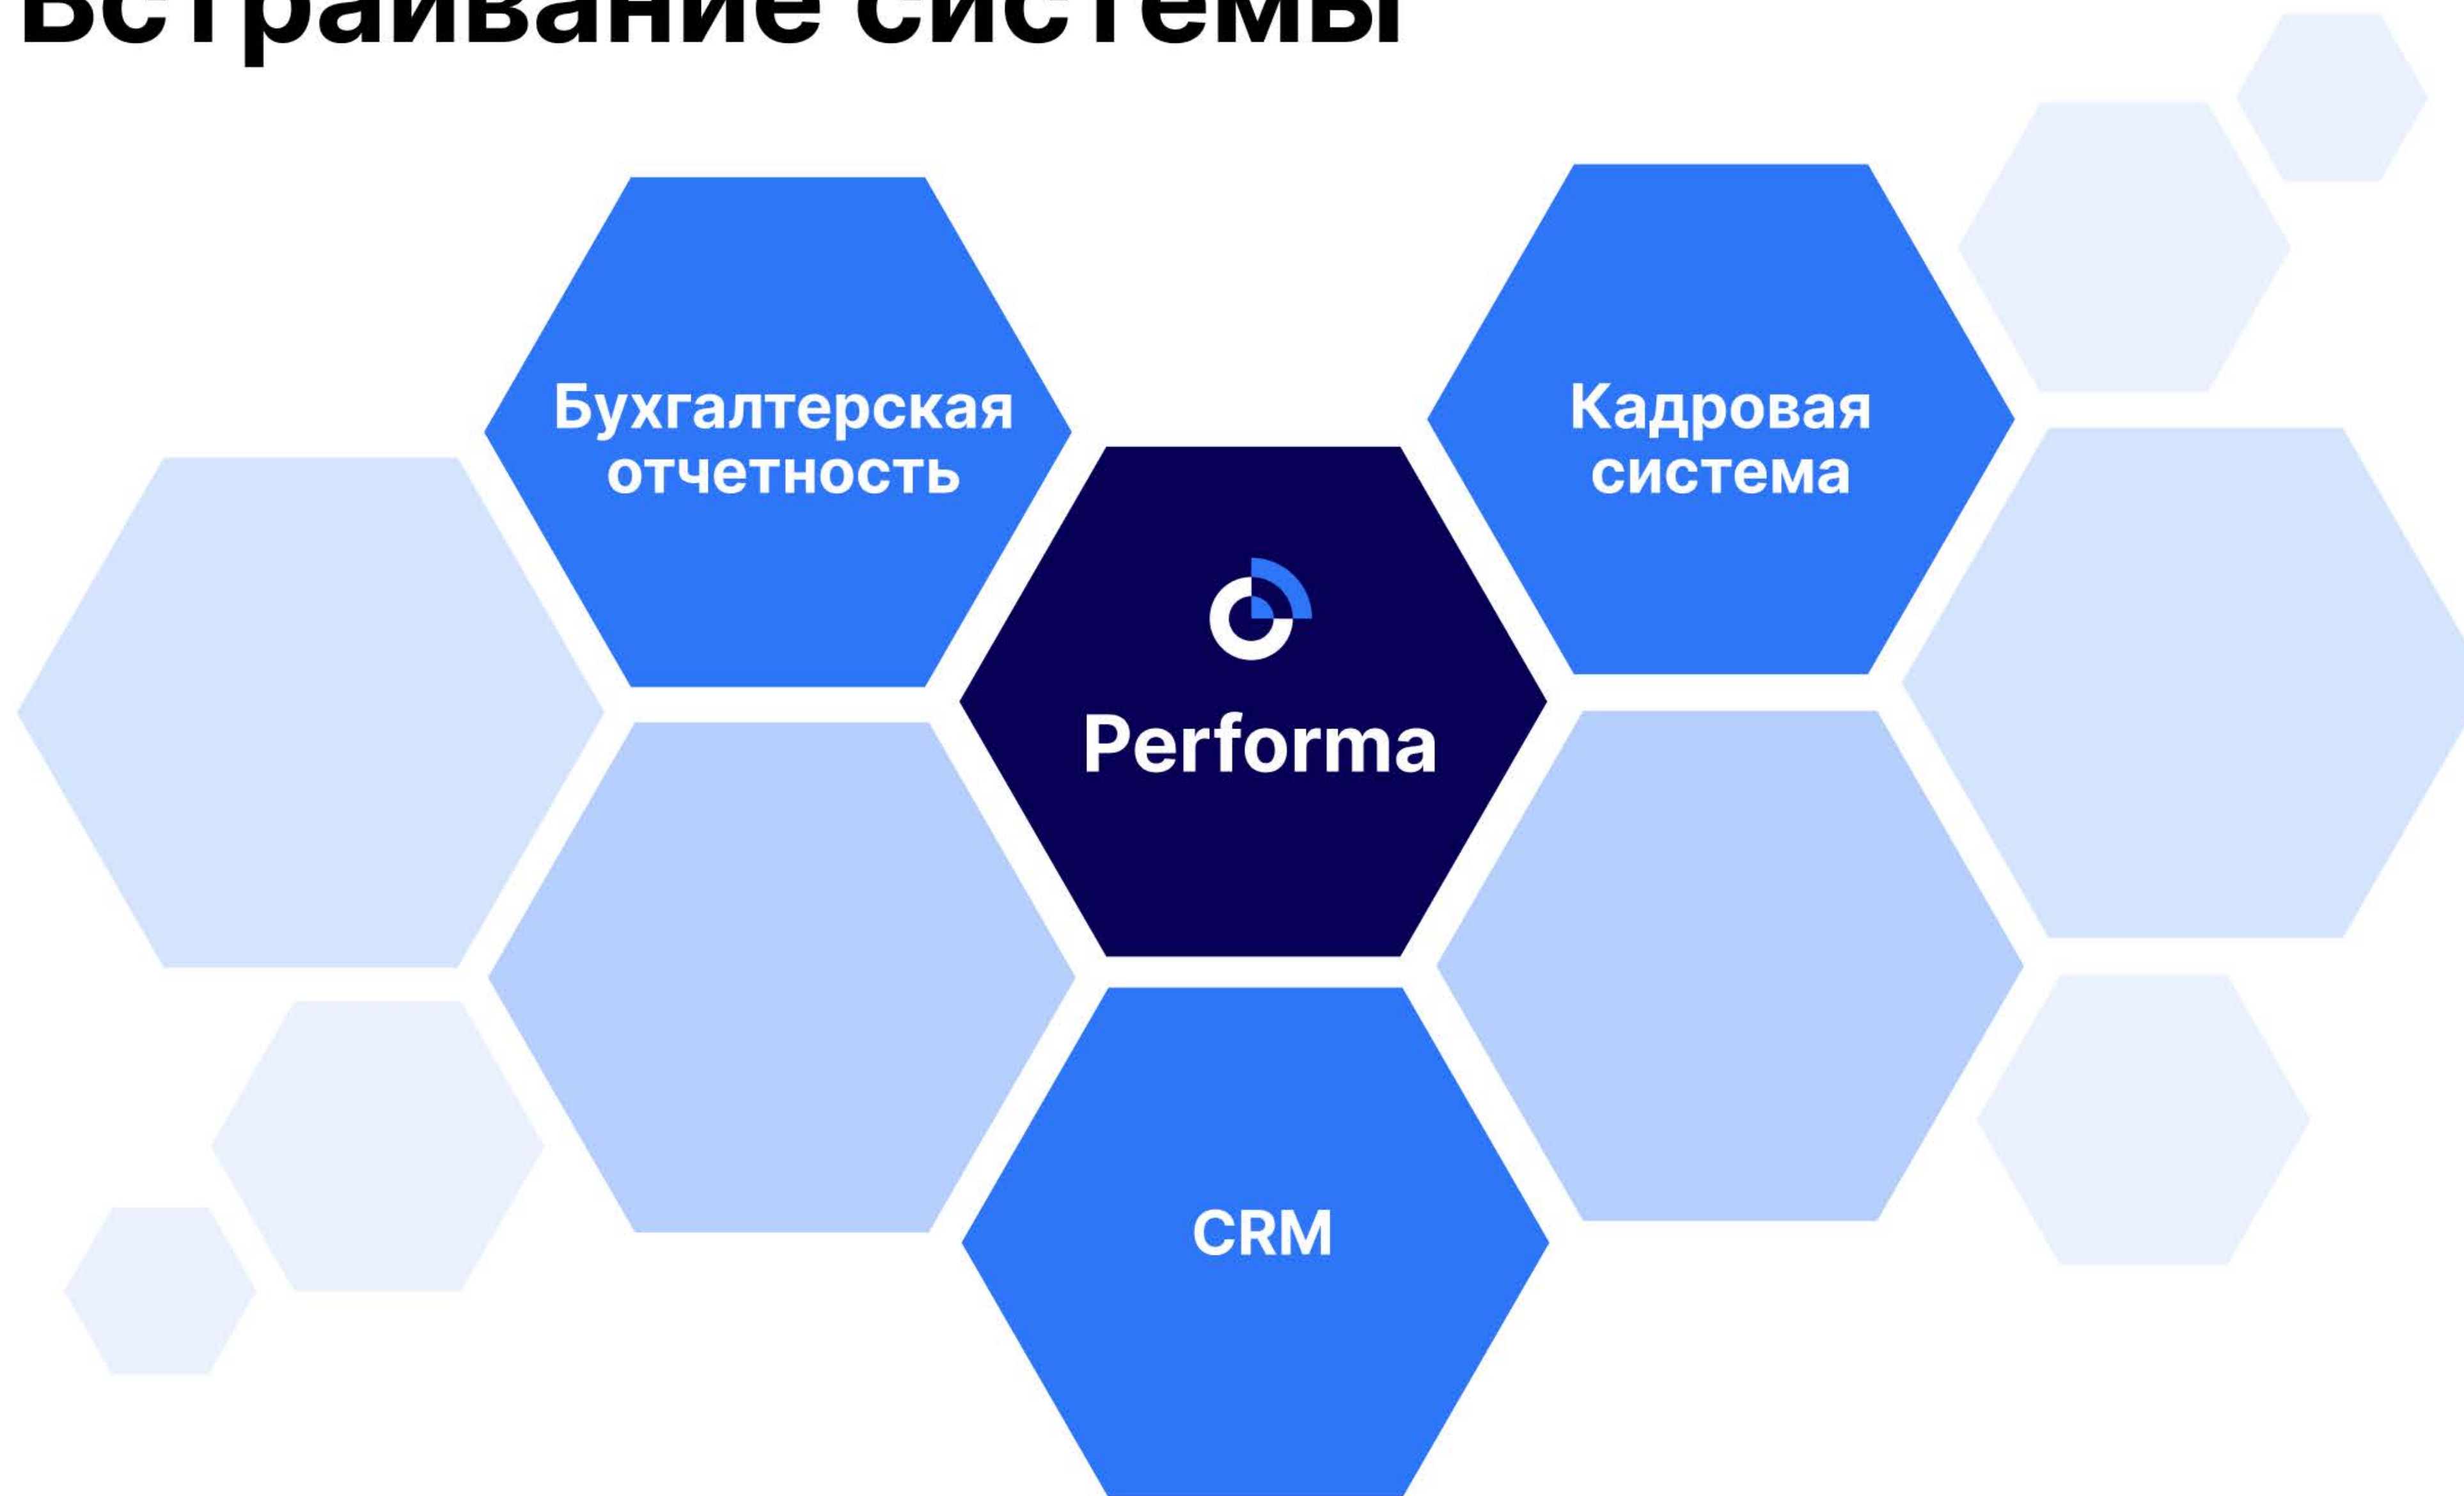 Встраивание системы
Бухгалтерская
отчетность
Кадровая
система
Performa
CRM